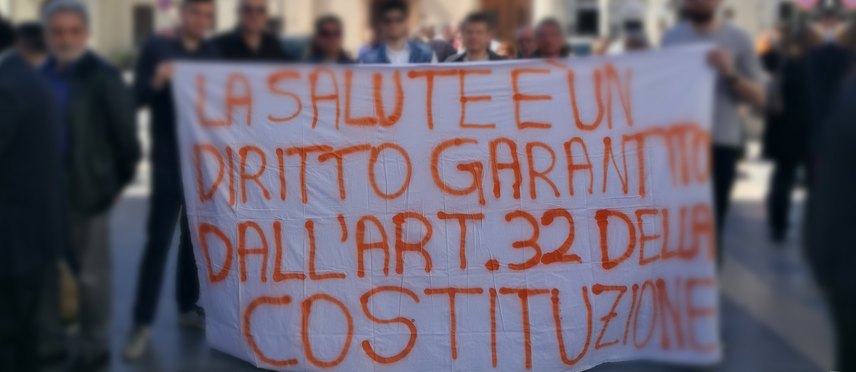 LA SALUTE È UN
DIRITTO GARANTITO
DALL'ART.32 DELLA
COSTITUZIONE